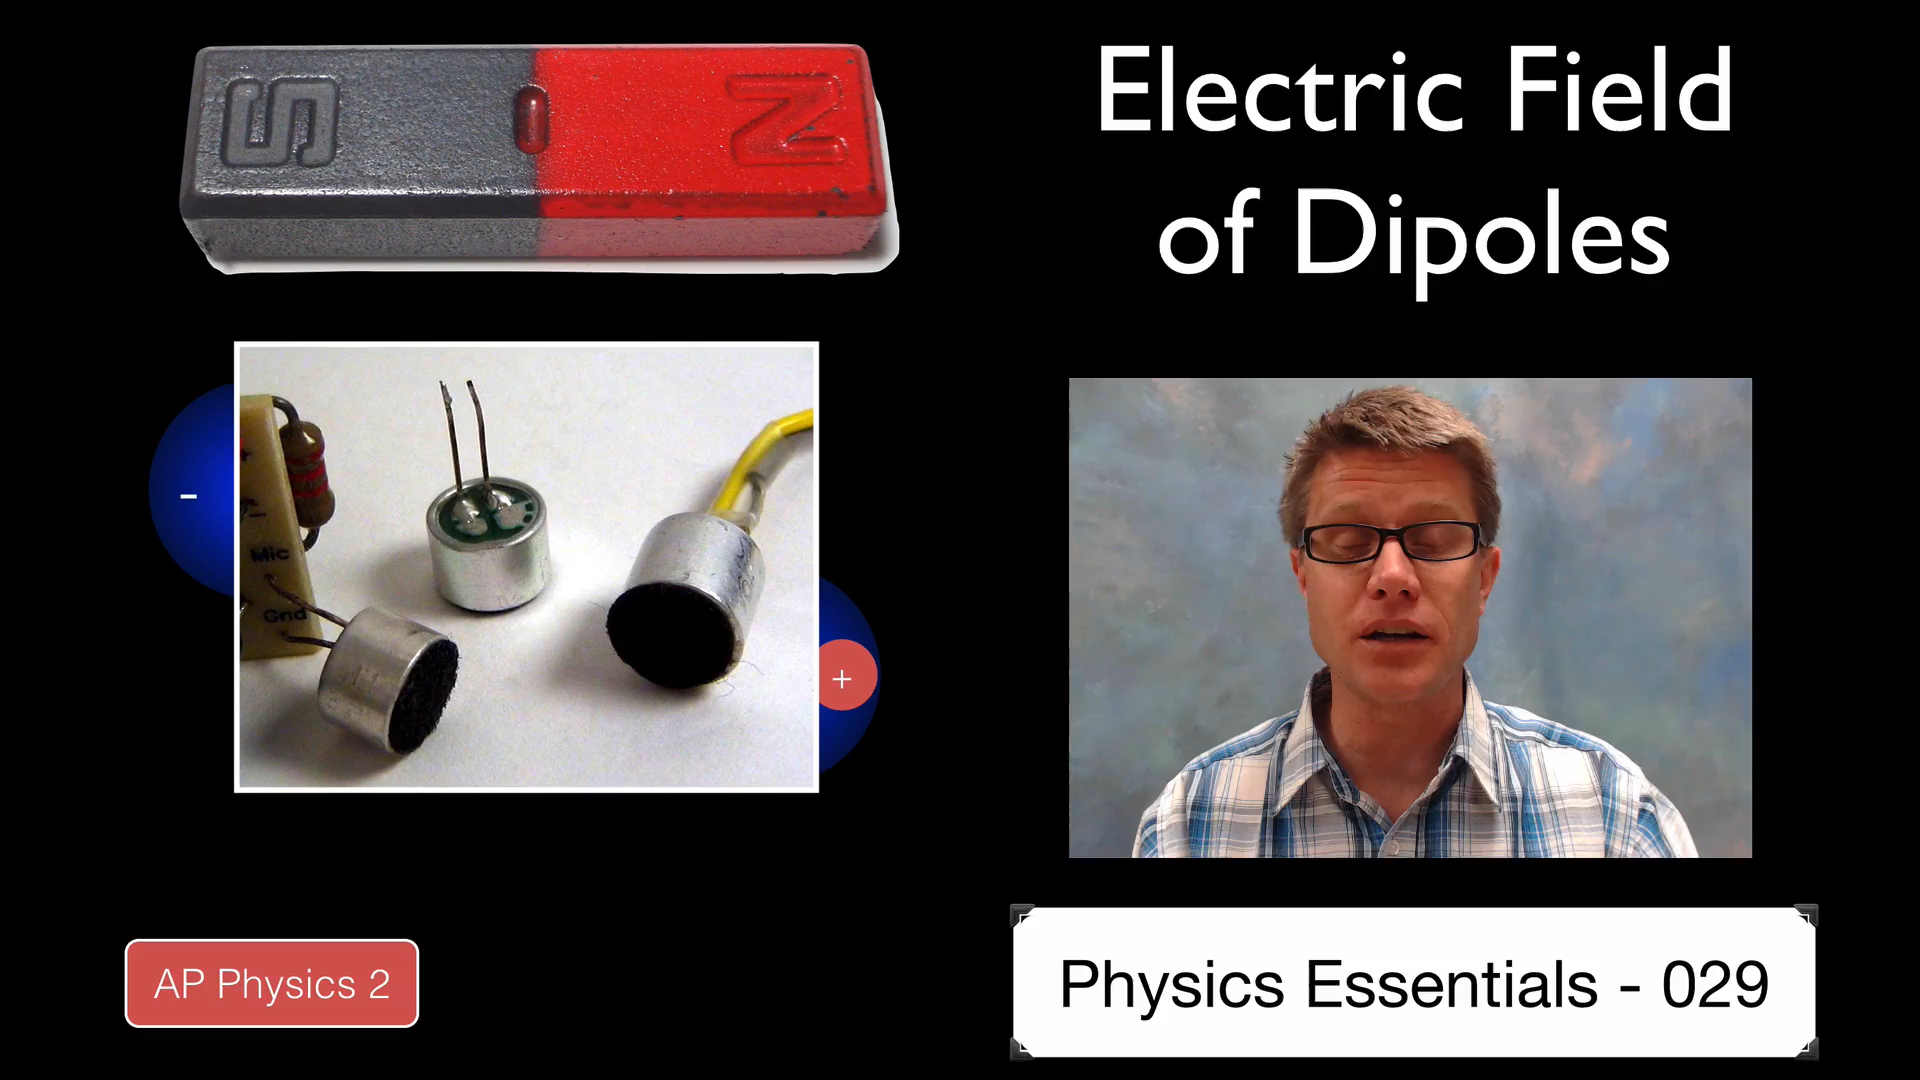 S
N
Electric Field
of Dipoles
-
Mic
Gnd
+
AP Physics 2
Physics Essentials - 029